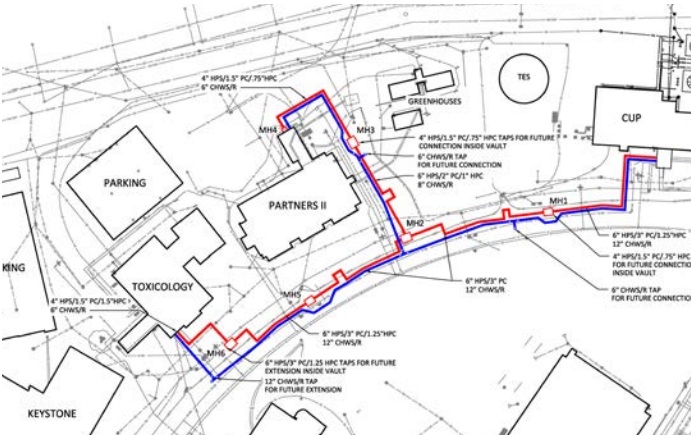 4" HPS/1.5" PC/.75"HPC
6" CHWS/R
MH4
MH3
GREENHOUSES
TES
CUP
4" HPS/1.5" PC/.75" HPC TAPS FOR FUTURE
CONNECTION INSIDE VAULT
6" CHWS/R TAP
FOR FUTURE CONNECTION
6" HPS/2" PC/1" HPC
8" CHWS/R
PARKING
PARTNERS II
MH1
MH2
6" HPS/3" PC/1.25"HPC
12" CHWS/R
4" HPS/1.5" PC/.75" HPC
FOR FUTURE CONNECTIO
INSIDE VAULT
6" CHWS/R TAP
FOR FUTURE CONNECTIO
KING
TOXICOLOGY
MH5
6" HPS/3" PC
12" CHWS/R
4" HPS/1.5" PC/1.5"HPC
6" CHWS/R
6" HPS/3" PC/1.25"HPC
12" CHWS/R
MH6
6" HPS/3" PC/1.25 HPC TAPS FOR FUTURE
EXTENSION INSIDE VAULT
12" CHWS/R TAP
FOR FUTURE EXTENSION
KEYSTONE